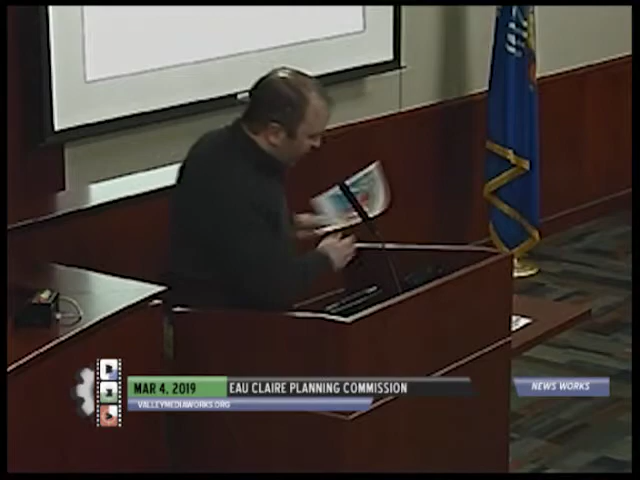 MAR 4, 2019 EAU CLAIRE PLANNING COMMISSION NEWS WORKS
VALLEYMEDIAWORKS.ORG